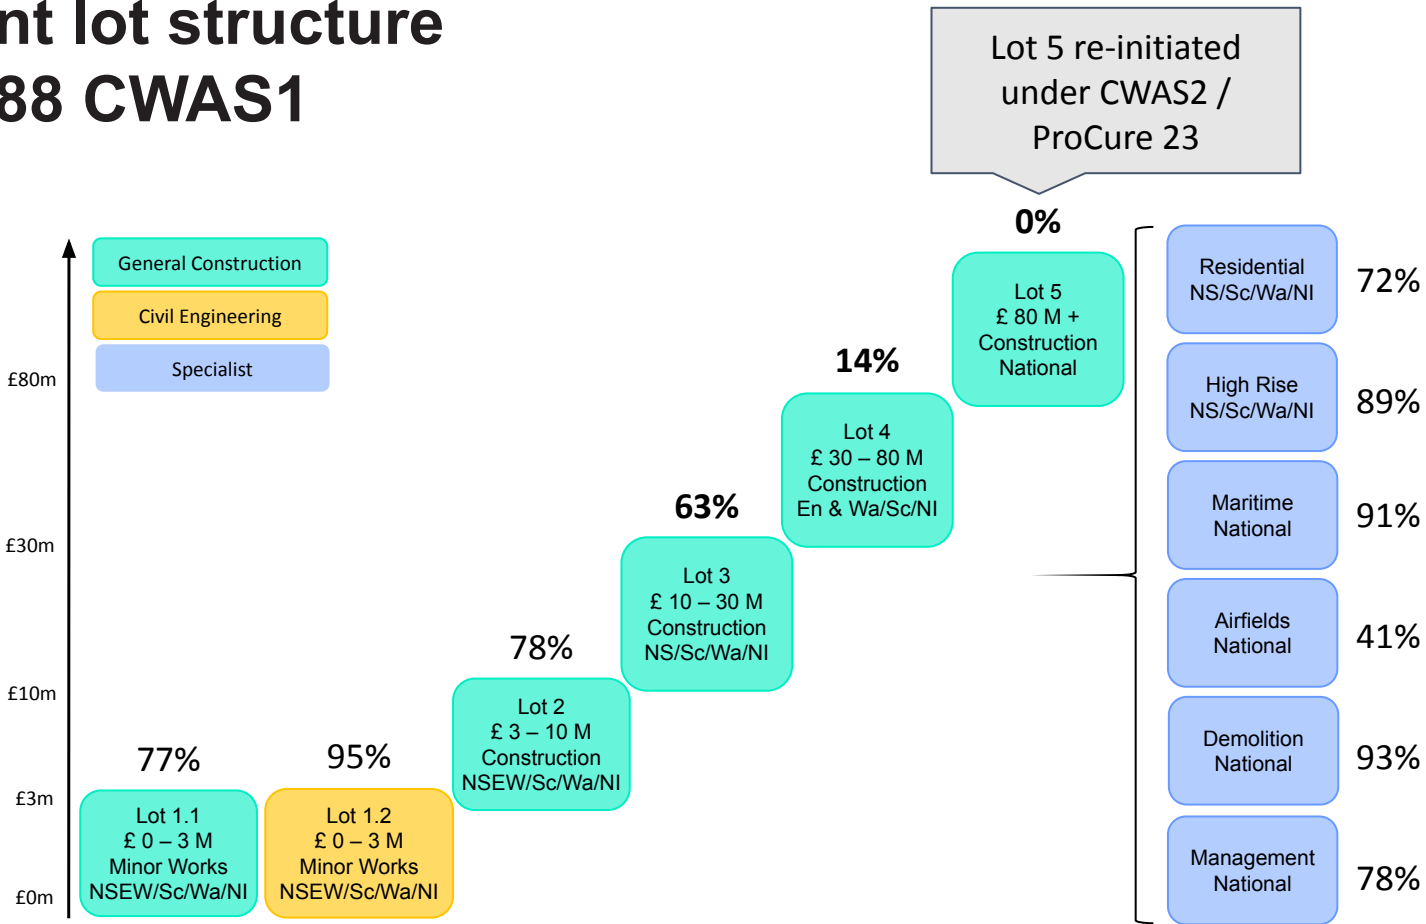 nt lot structure
88 CWAS1
Lot 5 re-initiated
under CWAS2 /
ProCure 23
General Construction
Civil Engineering
Specialist
£80m
£30m
£10m
£3m
£0m
77%
Lot 1.1
£ 0 – 3 M
Minor Works
NSEW/Sc/Wa/NI
95%
Lot 1.2
£ 0 – 3 M
Minor Works
NSEW/Sc/Wa/NI
78%
Lot 2
£ 3 – 10 M
Construction
NSEW/Sc/Wa/NI
63%
Lot 3
£ 10 – 30 M
Construction
NS/Sc/Wa/NI
14%
Lot 4
£ 30 – 80 M
Construction
En & Wa/Sc/NI
0%
Lot 5
£ 80 M +
Construction
National
Residential
NS/Sc/Wa/NI
72%
High Rise
NS/Sc/Wa/NI
89%
Maritime
National
91%
Airfields
National
41%
Demolition
National
93%
Management
National
78%